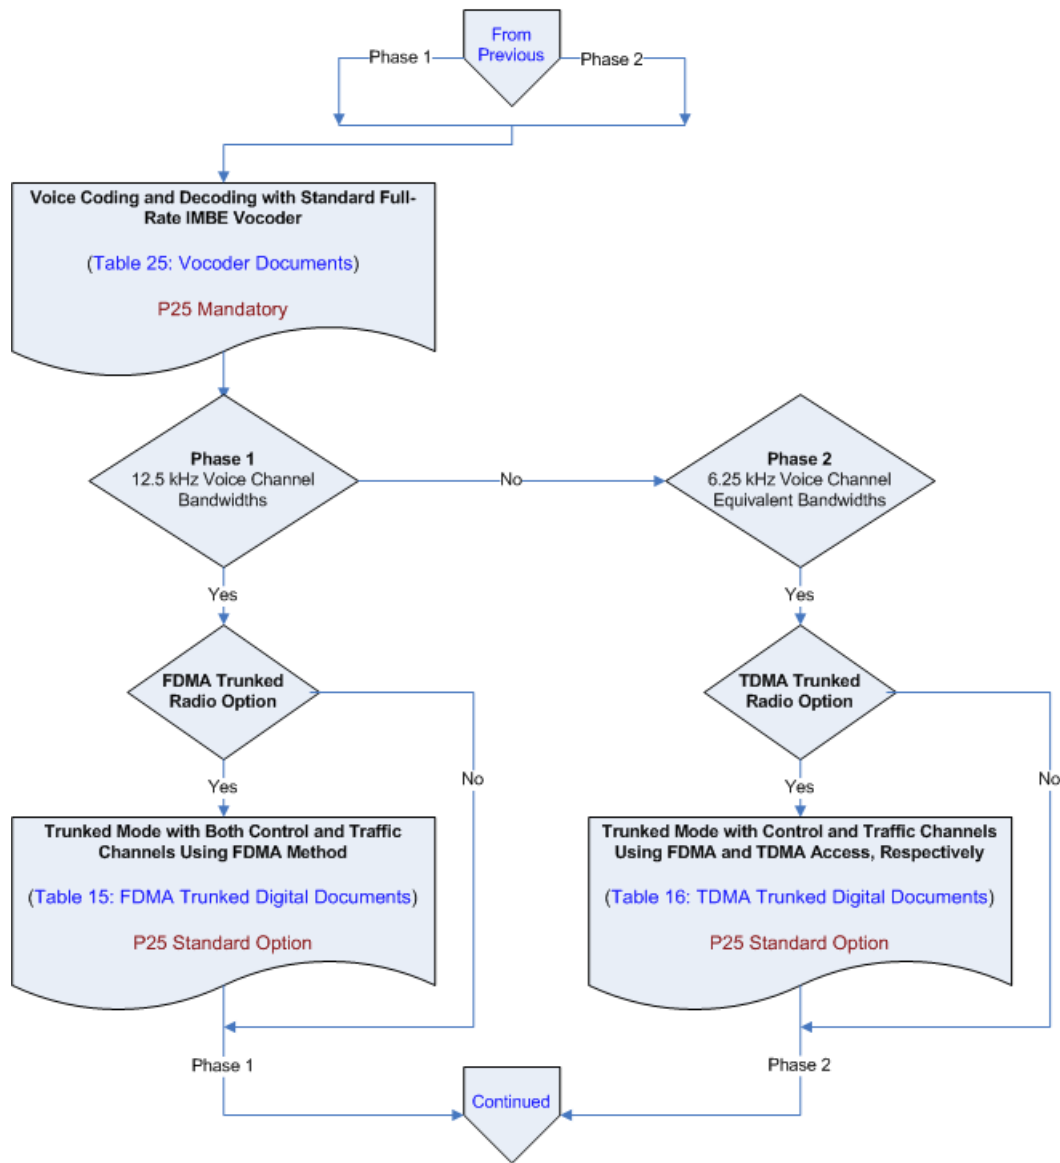 From
Previous
Phase 1
Phase 2
Voice Coding and Decoding with Standard Full-
Rate IMBE Vocoder
(Table 25: Vocoder Documents)
P25 Mandatory
Phase 1
12.5 kHz Voice Channel
Bandwidths
No
Phase 2
6.25 kHz Voice Channel
Equivalent Bandwidths
Yes
Yes
FDMA Trunked
Radio Option
TDMA Trunked
Radio Option
No
No
Yes
Yes
Trunked Mode with Both Control and Traffic
Channels Using FDMA Method
(Table 15: FDMA Trunked Digital Documents)
P25 Standard Option
Trunked Mode with Control and Traffic Channels
Using FDMA and TDMA Access, Respectively
(Table 16: TDMA Trunked Digital Documents)
P25 Standard Option
Phase 1
Phase 2
Continued